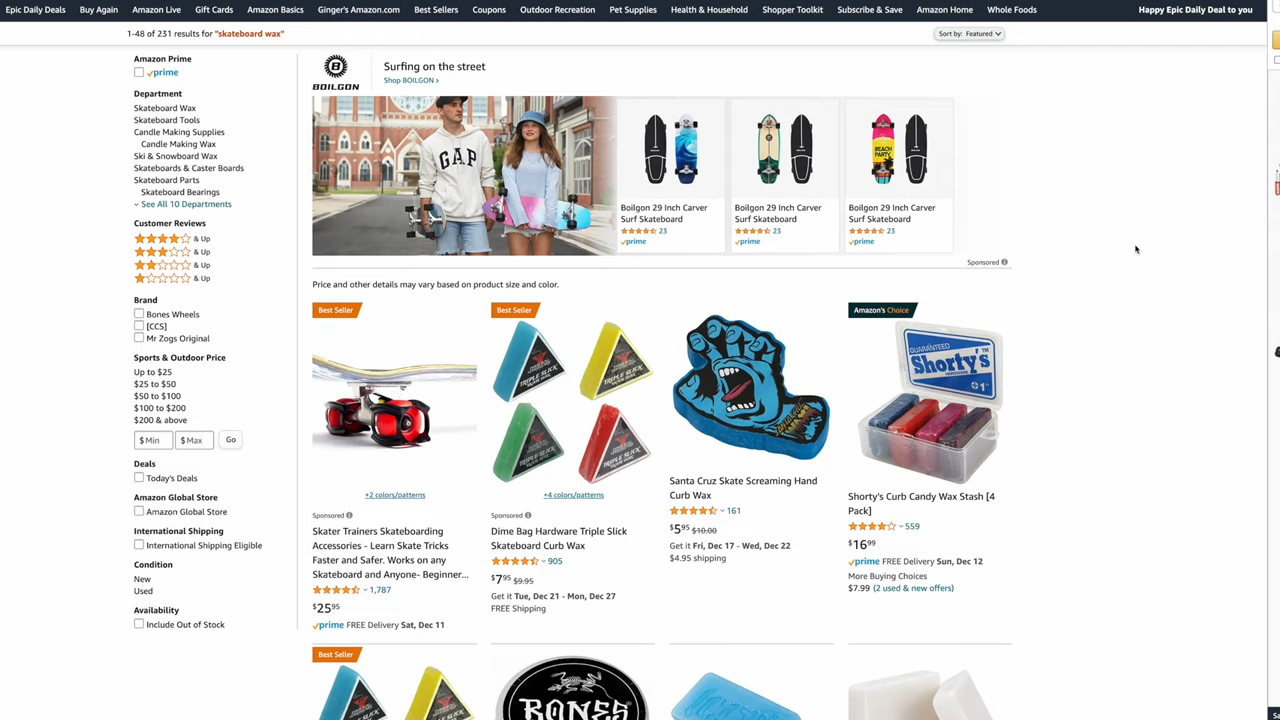 Epic Daily Deals Buy Again Amazon Live Gift Cards Amazon Basics Ginger's Amazon.com Best Sellers Coupons Outdoor Recreation Pet Supplies Health & Household Shopper Toolkit Subscribe & Save Amazon Home Whole Foods Happy Epic Daily Deal to you
1-48 of 231 results for "skateboard wax"
Sort by: Featured
Amazon Prime
prime
Department
Skateboard Wax
Skateboard Tools
Candle Making Supplies
Candle Making Wax
Ski & Snowboard Wax
Skateboards & Caster Boards
Skateboard Parts
Skateboard Bearings
See All 10 Departments
Customer Reviews
& Up
& Up
& Up
& Up
Brand
Bones Wheels
[CCS]
Mr Zogs Original
Sports & Outdoor Price
Up to $25
$25 to $50
$50 to $100
$100 to $200
$200 & above
$ Min $ Max Go
Deals
Today's Deals
Amazon Global Store
Amazon Global Store
International Shipping
International Shipping Eligible
Condition
New
Used
Availability
Include Out of Stock
B
BOILGON
Surfing on the street
Shop BOILGON ›
GAP
BEACH
PARTY
Boilgon 29 Inch Carver
Surf Skateboard
23
prime
Boilgon 29 Inch Carver
Surf Skateboard
23
prime
Boilgon 29 Inch Carver
Surf Skateboard
23
prime
Sponsored
Price and other details may vary based on product size and color.
Best Seller
+2 colors/patterns
Sponsored
Skater Trainers Skateboarding
Accessories - Learn Skate Tricks
Faster and Safer. Works on any
Skateboard and Anyone- Beginner...
1,787
$25 95
prime FREE Delivery Sat, Dec 11
Best Seller
TRIPLE SLICK
TRIPLE SLICK
TRIPLE SLICK
TRIPLE SLICK
+4 colors/patterns
Sponsored
Dime Bag Hardware Triple Slick
Skateboard Curb Wax
905
$7 95 $9.95
Get it Tue, Dec 21 - Mon, Dec 27
FREE Shipping
Santa Cruz Skate Screaming Hand
Curb Wax
161
$5 95 $10.00
Get it Fri, Dec 17 - Wed, Dec 22
$4.95 shipping
Amazon's Choice
GUARANTEED
Shorty's
Shorty's Curb Candy Wax Stash [4
Pack]
559
$16 99
prime FREE Delivery Sun, Dec 12
More Buying Choices
$7.99 (2 used & new offers)
Best Seller
BONES